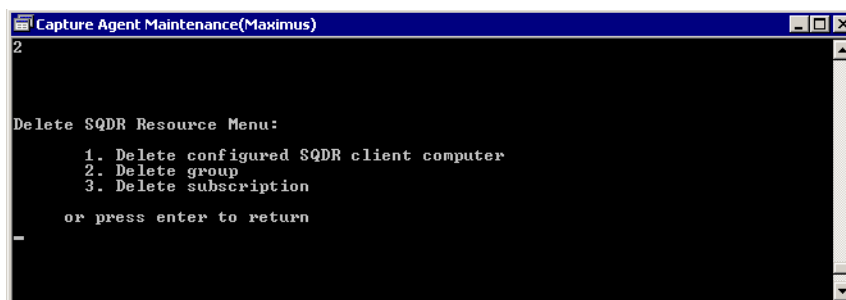 Capture Agent Maintenance(Maximus)
2
Delete SQDR Resource Menu:
1. Delete configured SQDR client computer
2. Delete group
3. Delete subscription
or press enter to return